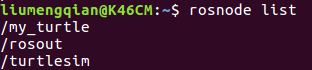 liumengqian@K46CM:~$ rosnode list
/my_turtle
/rosout
/turtlesim